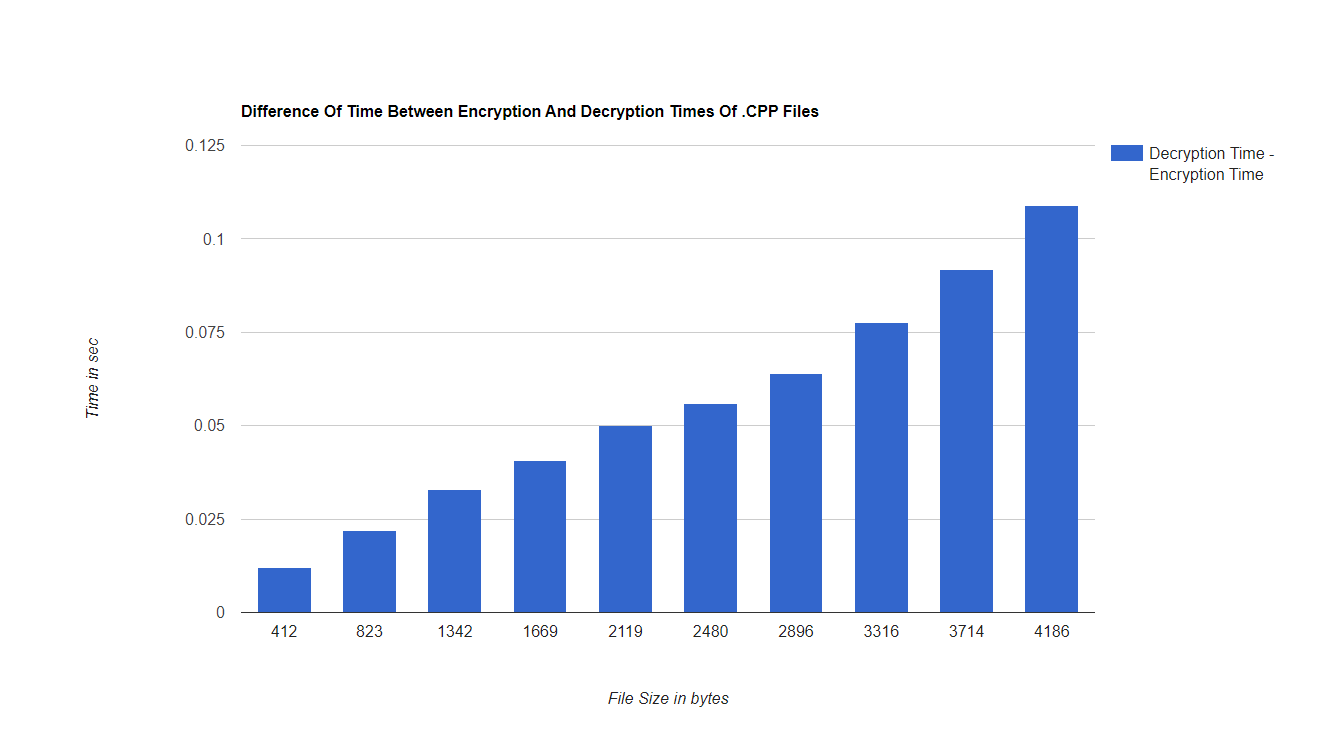 Difference Of Time Between Encryption And Decryption Times Of .CPP Files
0.125
0.1
0.075
0.05
0.025
0
Time in sec
412 823 1342 1669 2119 2480 2896 3316 3714 4186
File Size in bytes
Decryption Time -
Encryption Time